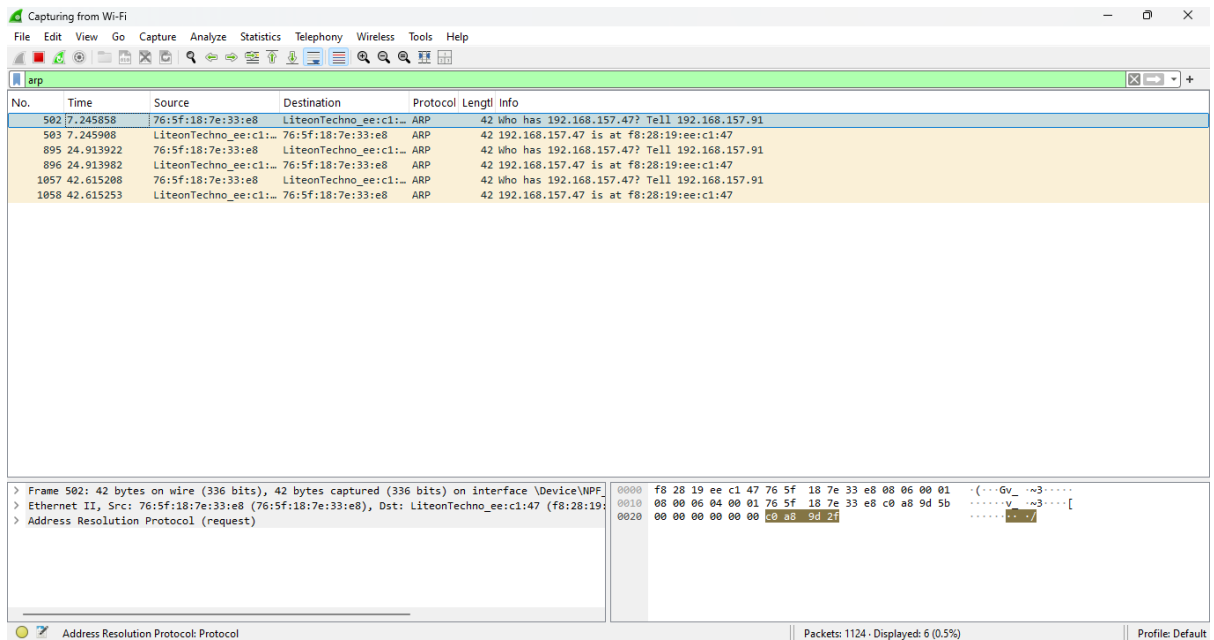 Capturing from Wi-Fi
File Edit View Go Capture Analyze Statistics Telephony Wireless Tools Help
arp
No. Time Source Destination Protocol Lengtl Info
502 7.245858 76:5f:18:7e:33:e8 LiteonTechno_ee:c1:… ARP 42 Who has 192.168.157.47? Tell 192.168.157.91
503 7.245908 LiteonTechno_ee:c1:… 76:5f:18:7e:33:e8 ARP 42 192.168.157.47 is at f8:28:19:ee:c1:47
895 24.913922 76:5f:18:7e:33:e8 LiteonTechno_ee:c1:… ARP 42 Who has 192.168.157.47? Tell 192.168.157.91
896 24.913982 LiteonTechno_ee:c1:… 76:5f:18:7e:33:e8 ARP 42 192.168.157.47 is at f8:28:19:ee:c1:47
1057 42.615208 76:5f:18:7e:33:e8 LiteonTechno_ee:c1:… ARP 42 Who has 192.168.157.47? Tell 192.168.157.91
1058 42.615253 LiteonTechno_ee:c1:… 76:5f:18:7e:33:e8 ARP 42 192.168.157.47 is at f8:28:19:ee:c1:47
> Frame 502: 42 bytes on wire (336 bits), 42 bytes captured (336 bits) on interface \Device\NPF_
> Ethernet II, Src: 76:5f:18:7e:33:e8 (76:5f:18:7e:33:e8), Dst: LiteonTechno_ee:c1:47 (f8:28:19:
> Address Resolution Protocol (request)
0000 f8 28 19 ee c1 47 76 5f 18 7e 33 e8 08 06 00 01 ·(···Gv_ ·~3·····
0010 08 00 06 04 00 01 76 5f 18 7e 33 e8 c0 a8 9d 5b ······v_ ·~3····[
0020 00 00 00 00 00 00 c0 a8 9d 2f ········ ·/
Address Resolution Protocol: Protocol
Packets: 1124 · Displayed: 6 (0.5%)
Profile: Default